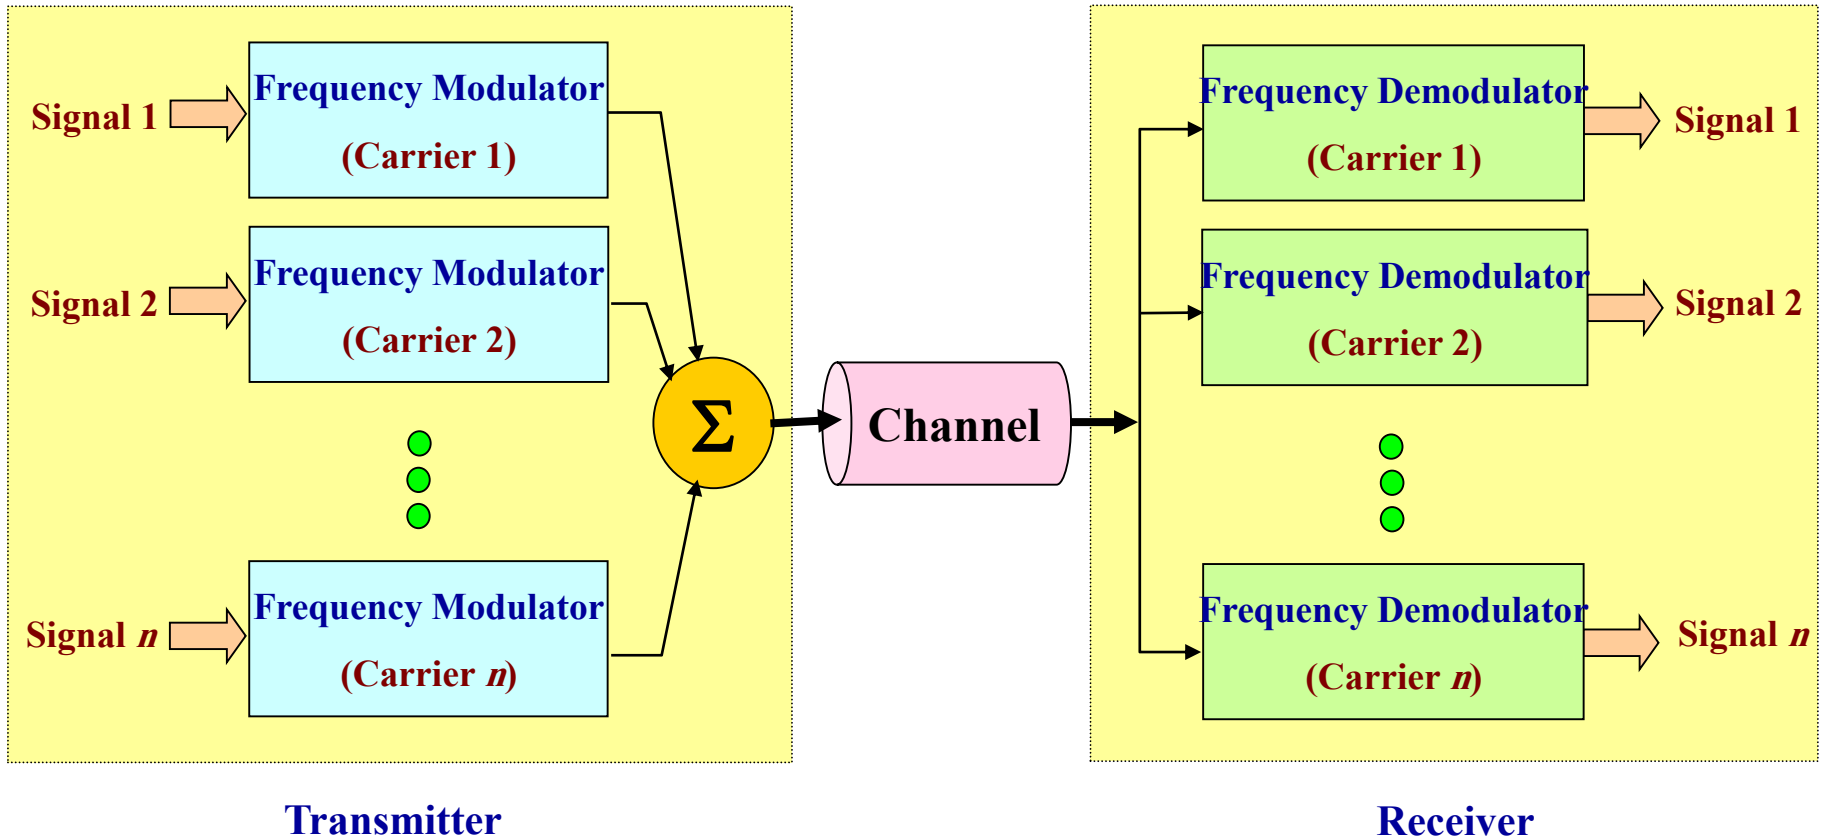 Signal 1
Frequency Modulator
(Carrier 1)
Signal 2
Frequency Modulator
(Carrier 2)
Signal n
Frequency Modulator
(Carrier n)
Σ
Channel
Frequency Demodulator
(Carrier 1)
Signal 1
Frequency Demodulator
(Carrier 2)
Signal 2
Frequency Demodulator
(Carrier n)
Signal n
Transmitter
Receiver